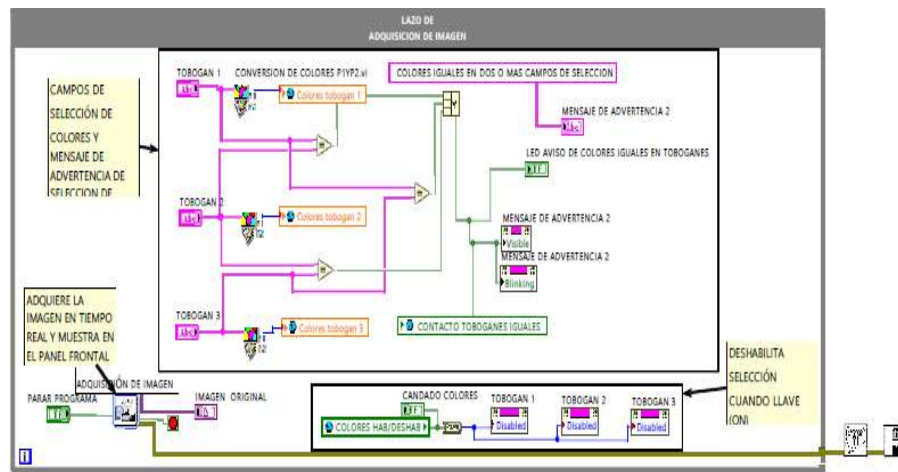 LAZO DE
ADQUISICION DE IMAGEN
CAMPOS DE
SELECCIÓN DE
COLORES Y
MENSAJE DE
ADVERTENCIA DE
SELECCION DE
TOBOGAN 1
CONVERSION DE COLORES P1YP2.vi
Colores tobogan 1
COLORES IGUALES EN DOS O MAS CAMPOS DE SELECCION
MENSAJE DE ADVERTENCIA 2
LED AVISO DE COLORES IGUALES EN TOBOGANES
TOBOGAN 2
Colores tobogan 2
MENSAJE DE ADVERTENCIA 2
Visible
MENSAJE DE ADVERTENCIA 2
Blinking
TOBOGAN 3
Colores tobogan 3
CONTACTO TOBOGANES IGUALES
ADQUIERE LA
IMAGEN EN TIEMPO
REAL Y MUESTRA EN
EL PANEL FRONTAL
DESHABILITA
SELECCIÓN
CUANDO LLAVE
(ON)
ADQUISICIÓN DE IMAGEN
PARAR PROGRAMA
IMAGEN ORIGINAL
CANDADO COLORES
COLORES HAB/DESHAB
TOBOGAN 1
Disabled
TOBOGAN 2
Disabled
TOBOGAN 3
Disabled
i